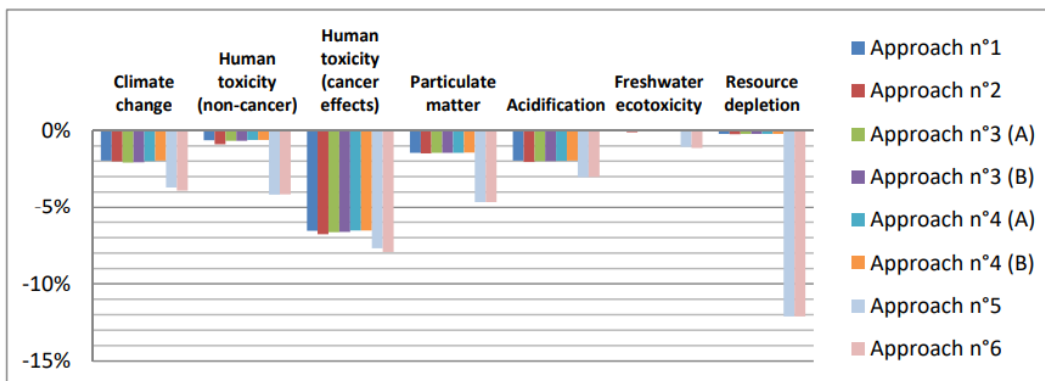 Climate
change
Human
toxicity
(non-cancer)
Human
toxicity
(cancer
effects)
Particulate
matter
Acidification
Freshwater
ecotoxicity
Resource
depletion
0%
-5%
-10%
-15%
Approach n°1
Approach n°2
Approach n°3 (A)
Approach n°3 (B)
Approach n°4 (A)
Approach n°4 (B)
Approach n°5
Approach n°6